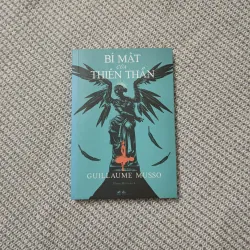 BÍ MẬT
CỦA
THIÊN THẦN
GUILLAUME MUSSO